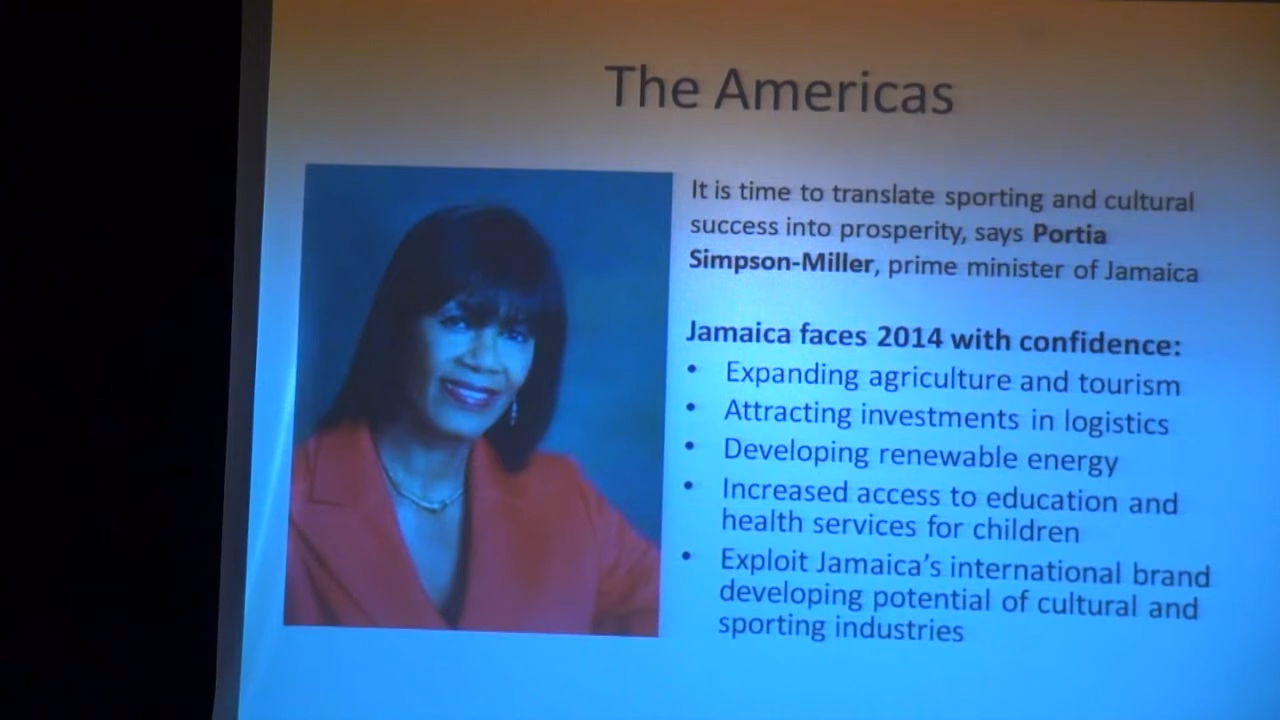 The Americas
It is time to translate sporting and cultural
success into prosperity, says Portia
Simpson-Miller, prime minister of Jamaica
Jamaica faces 2014 with confidence:
• Expanding agriculture and tourism
• Attracting investments in logistics
• Developing renewable energy
• Increased access to education and
health services for children
• Exploit Jamaica's international brand
developing potential of cultural and
sporting industries